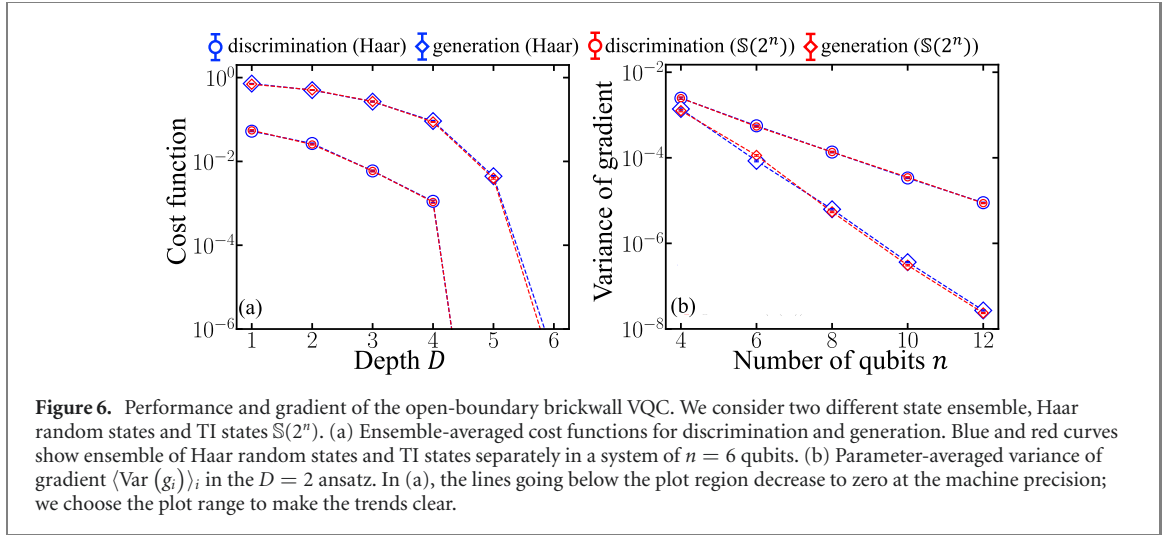 discrimination (Haar) generation (Haar) discrimination (𝕊(2ⁿ)) generation (𝕊(2ⁿ))
10⁰
10⁻²
10⁻⁴
10⁻⁶
Cost function
(a)
1 2 3 4 5 6
Depth D
10⁻²
10⁻⁴
10⁻⁶
10⁻⁸
Variance of gradient
(b)
4 6 8 10 12
Number of qubits n
Figure 6. Performance and gradient of the open-boundary brickwall VQC. We consider two different state ensemble, Haar
random states and TI states 𝕊(2ⁿ). (a) Ensemble-averaged cost functions for discrimination and generation. Blue and red curves
show ensemble of Haar random states and TI states separately in a system of n = 6 qubits. (b) Parameter-averaged variance of
gradient ⟨Var (gᵢ)⟩ᵢ in the D = 2 ansatz. In (a), the lines going below the plot region decrease to zero at the machine precision;
we choose the plot range to make the trends clear.